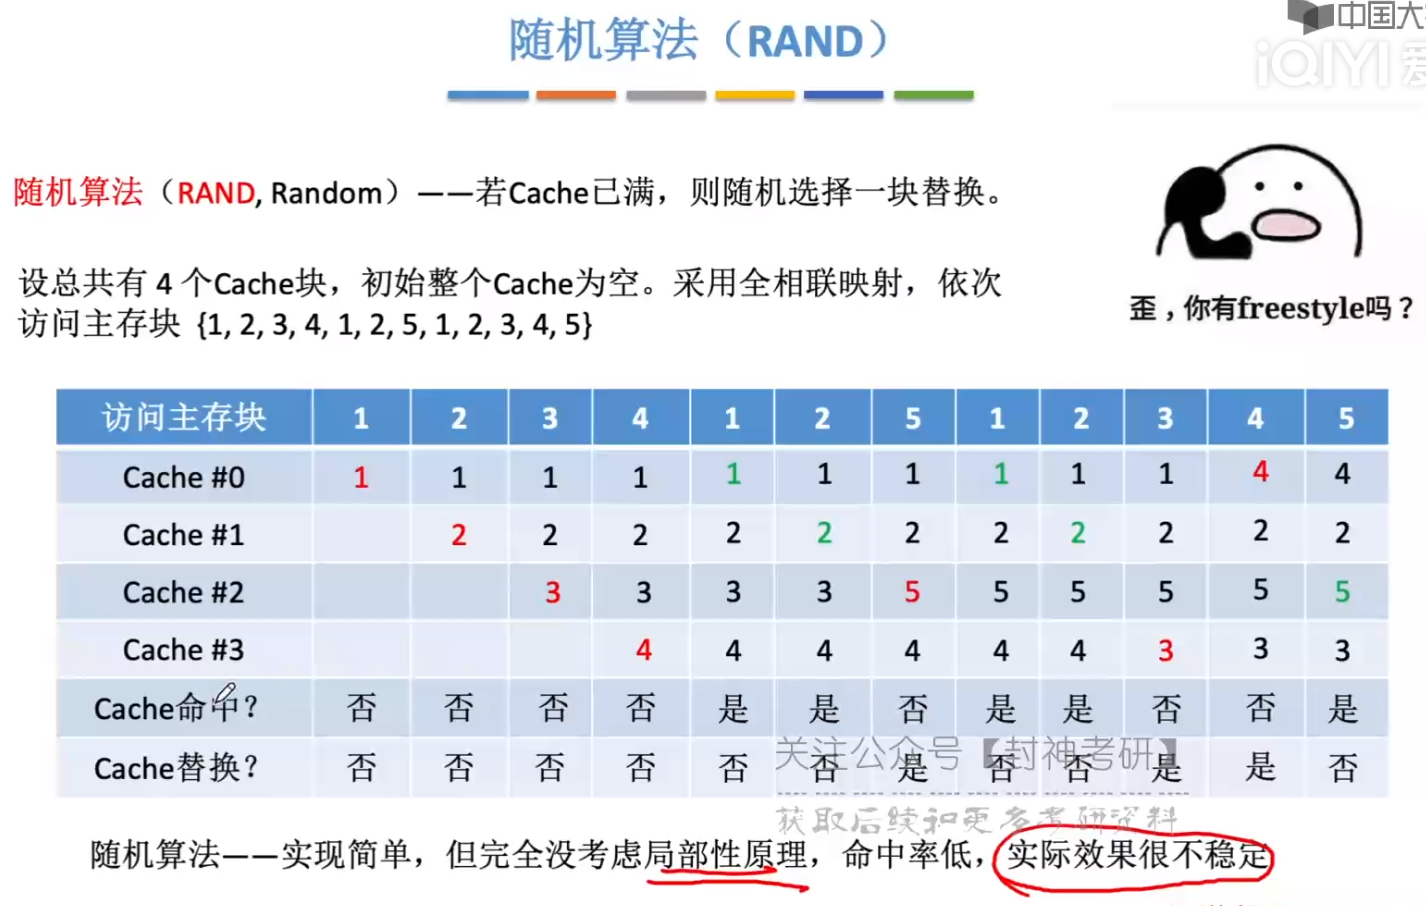 中国大
iQIYI 爱
随机算法（RAND）
随机算法（RAND, Random）——若Cache已满，则随机选择一块替换。
设总共有 4 个Cache块，初始整个Cache为空。采用全相联映射，依次
访问主存块 {1, 2, 3, 4, 1, 2, 5, 1, 2, 3, 4, 5}
歪，你有freestyle吗？
访问主存块 1 2 3 4 1 2 5 1 2 3 4 5
Cache #0 1 1 1 1 1 1 1 1 1 1 4 4
Cache #1 2 2 2 2 2 2 2 2 2 2 2
Cache #2 3 3 3 3 5 5 5 5 5 5
Cache #3 4 4 4 4 4 4 3 3 3
Cache命中? 否 否 否 否 是 是 否 是 是 否 否 是
Cache替换? 否 否 否 否 否 否 是 否 否 是 是 否
关注公众号【封神考研】
获取后续和更多考研资料
随机算法——实现简单，但完全没考虑局部性原理，命中率低，实际效果很不稳定